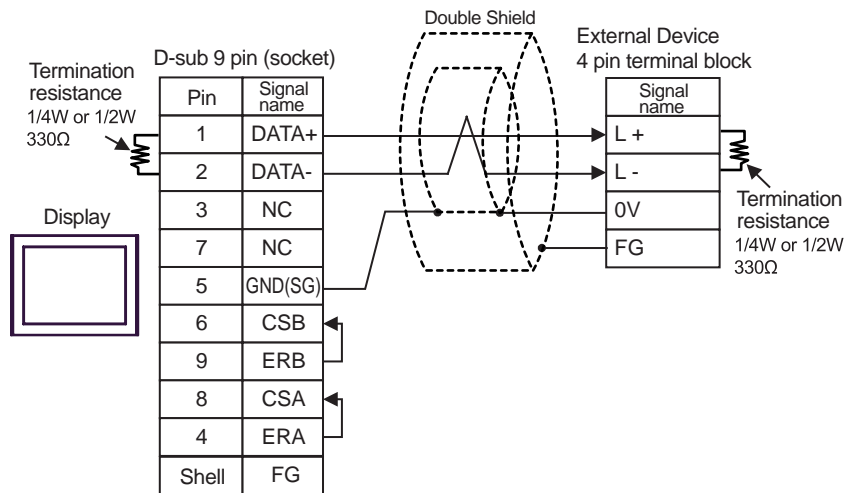 Double Shield
D-sub 9 pin (socket)
External Device
4 pin terminal block
Termination
resistance
1/4W or 1/2W
330Ω
Pin
Signal
name
1 DATA+
2 DATA-
3 NC
7 NC
5 GND(SG)
6 CSB
9 ERB
8 CSA
4 ERA
Shell FG
Display
Signal
name
L +
L -
0V
FG
Termination
resistance
1/4W or 1/2W
330Ω